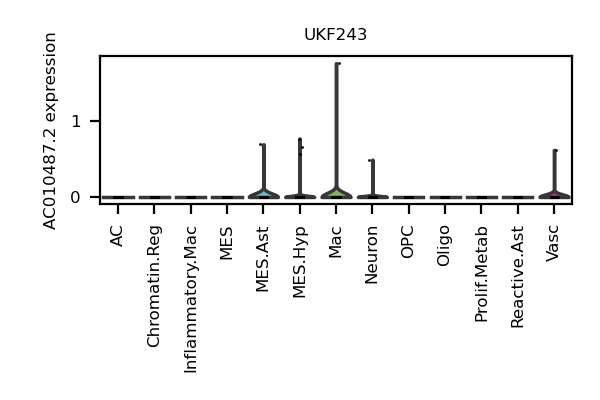 UKF243
AC010487.2 expression
1
0
AC
Chromatin.Reg
Inflammatory.Mac
MES
MES.Ast
MES.Hyp
Mac
Neuron
OPC
Oligo
Prolif.Metab
Reactive.Ast
Vasc